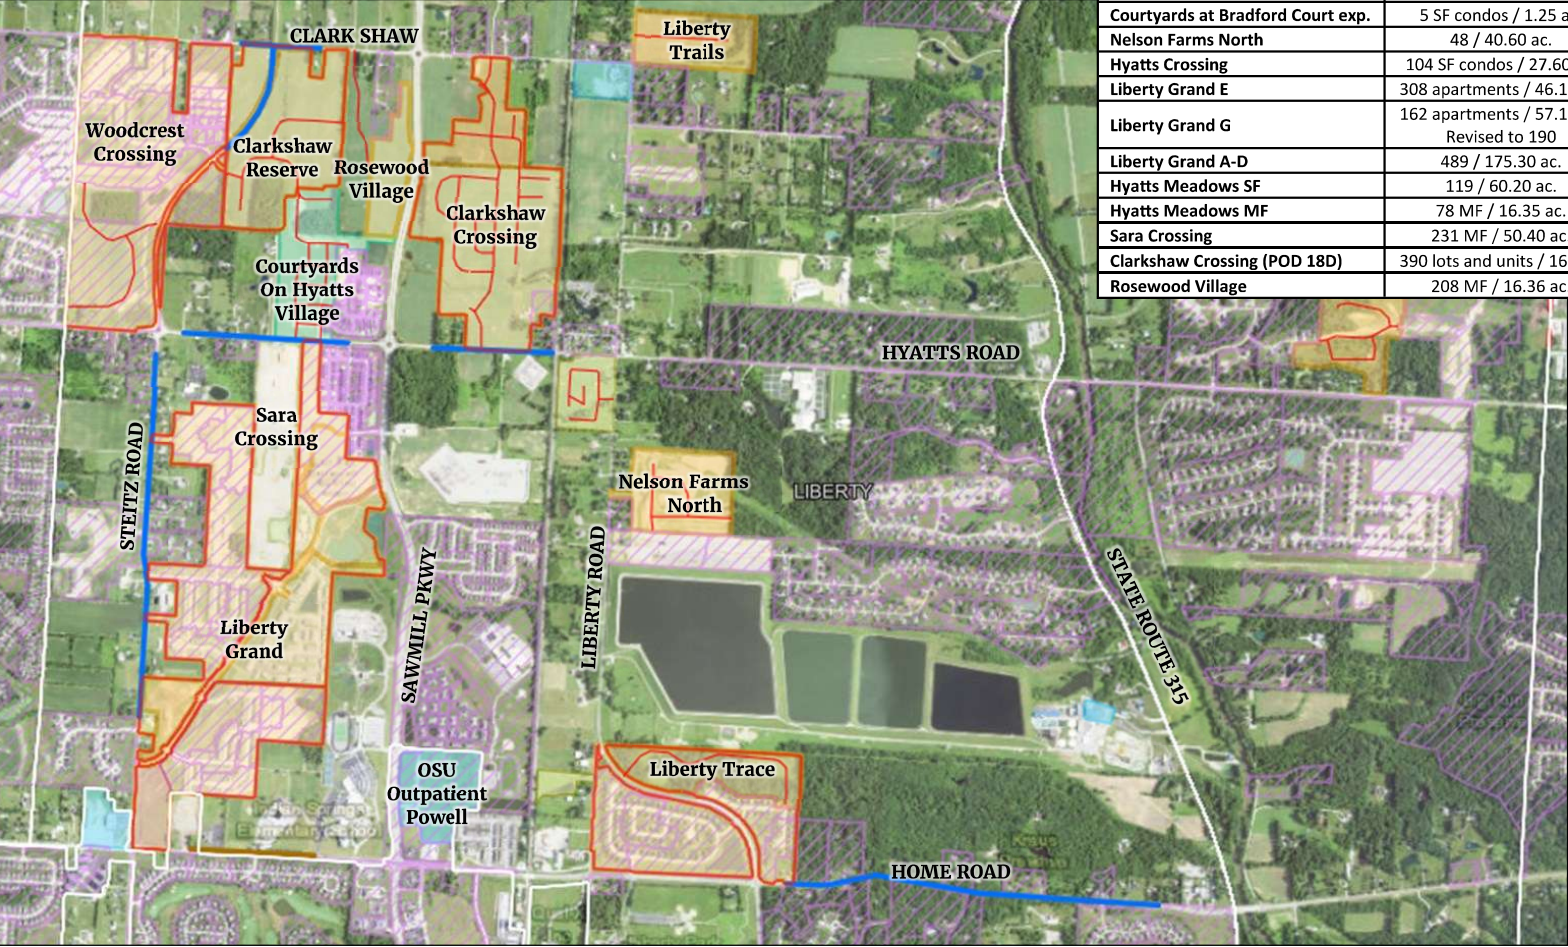 CLARK SHAW
Liberty
Trails
Woodcrest
Crossing
Clarkshaw
Reserve
Rosewood
Village
Clarkshaw
Crossing
Courtyards
On Hyatts
Village
HYATTS ROAD
Sara
Crossing
STEITZ ROAD
Nelson Farms
North
LIBERTY
LIBERTY ROAD
SAWMILL PKWY
STATE ROUTE 315
Liberty
Grand
OSU
Outpatient
Powell
Liberty Trace
Elementary School
HOME ROAD
Courtyards at Bradford Court exp. 5 SF condos / 1.25 a
Nelson Farms North 48 / 40.60 ac.
Hyatts Crossing 104 SF condos / 27.60
Liberty Grand E 308 apartments / 46.1
Liberty Grand G 162 apartments / 57.1
Revised to 190
Liberty Grand A-D 489 / 175.30 ac.
Hyatts Meadows SF 119 / 60.20 ac.
Hyatts Meadows MF 78 MF / 16.35 ac.
Sara Crossing 231 MF / 50.40 ac
Clarkshaw Crossing (POD 18D) 390 lots and units / 16
Rosewood Village 208 MF / 16.36 ac